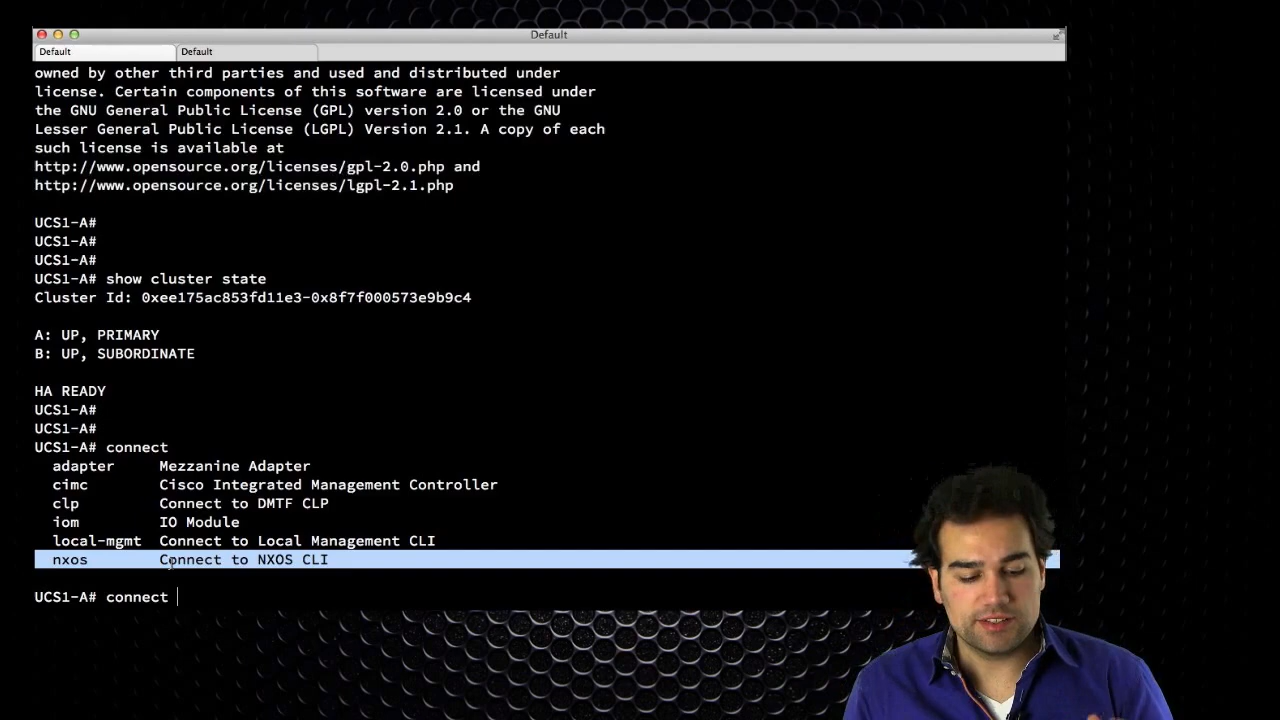 Default
Default
Default
owned by other third parties and used and distributed under
license. Certain components of this software are licensed under
the GNU General Public License (GPL) version 2.0 or the GNU
Lesser General Public License (LGPL) Version 2.1. A copy of each
such license is available at
http://www.opensource.org/licenses/gpl-2.0.php and
http://www.opensource.org/licenses/lgpl-2.1.php
UCS1-A#
UCS1-A#
UCS1-A#
UCS1-A# show cluster state
Cluster Id: 0xee175ac853fd11e3-0x8f7f000573e9b9c4
A: UP, PRIMARY
B: UP, SUBORDINATE
HA READY
UCS1-A#
UCS1-A#
UCS1-A# connect
adapter Mezzanine Adapter
cimc Cisco Integrated Management Controller
clp Connect to DMTF CLP
iom IO Module
local-mgmt Connect to Local Management CLI
nxos Connect to NXOS CLI
UCS1-A# connect